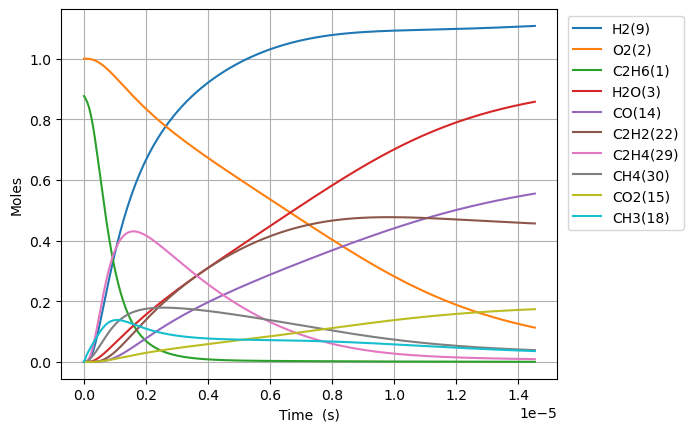 Moles
1.0
0.8
0.6
0.4
0.2
0.0
0.0 0.2 0.4 0.6 0.8 1.0 1.2 1.4
1e-5
Time (s)
H2(9)
O2(2)
C2H6(1)
H2O(3)
CO(14)
C2H2(22)
C2H4(29)
CH4(30)
CO2(15)
CH3(18)